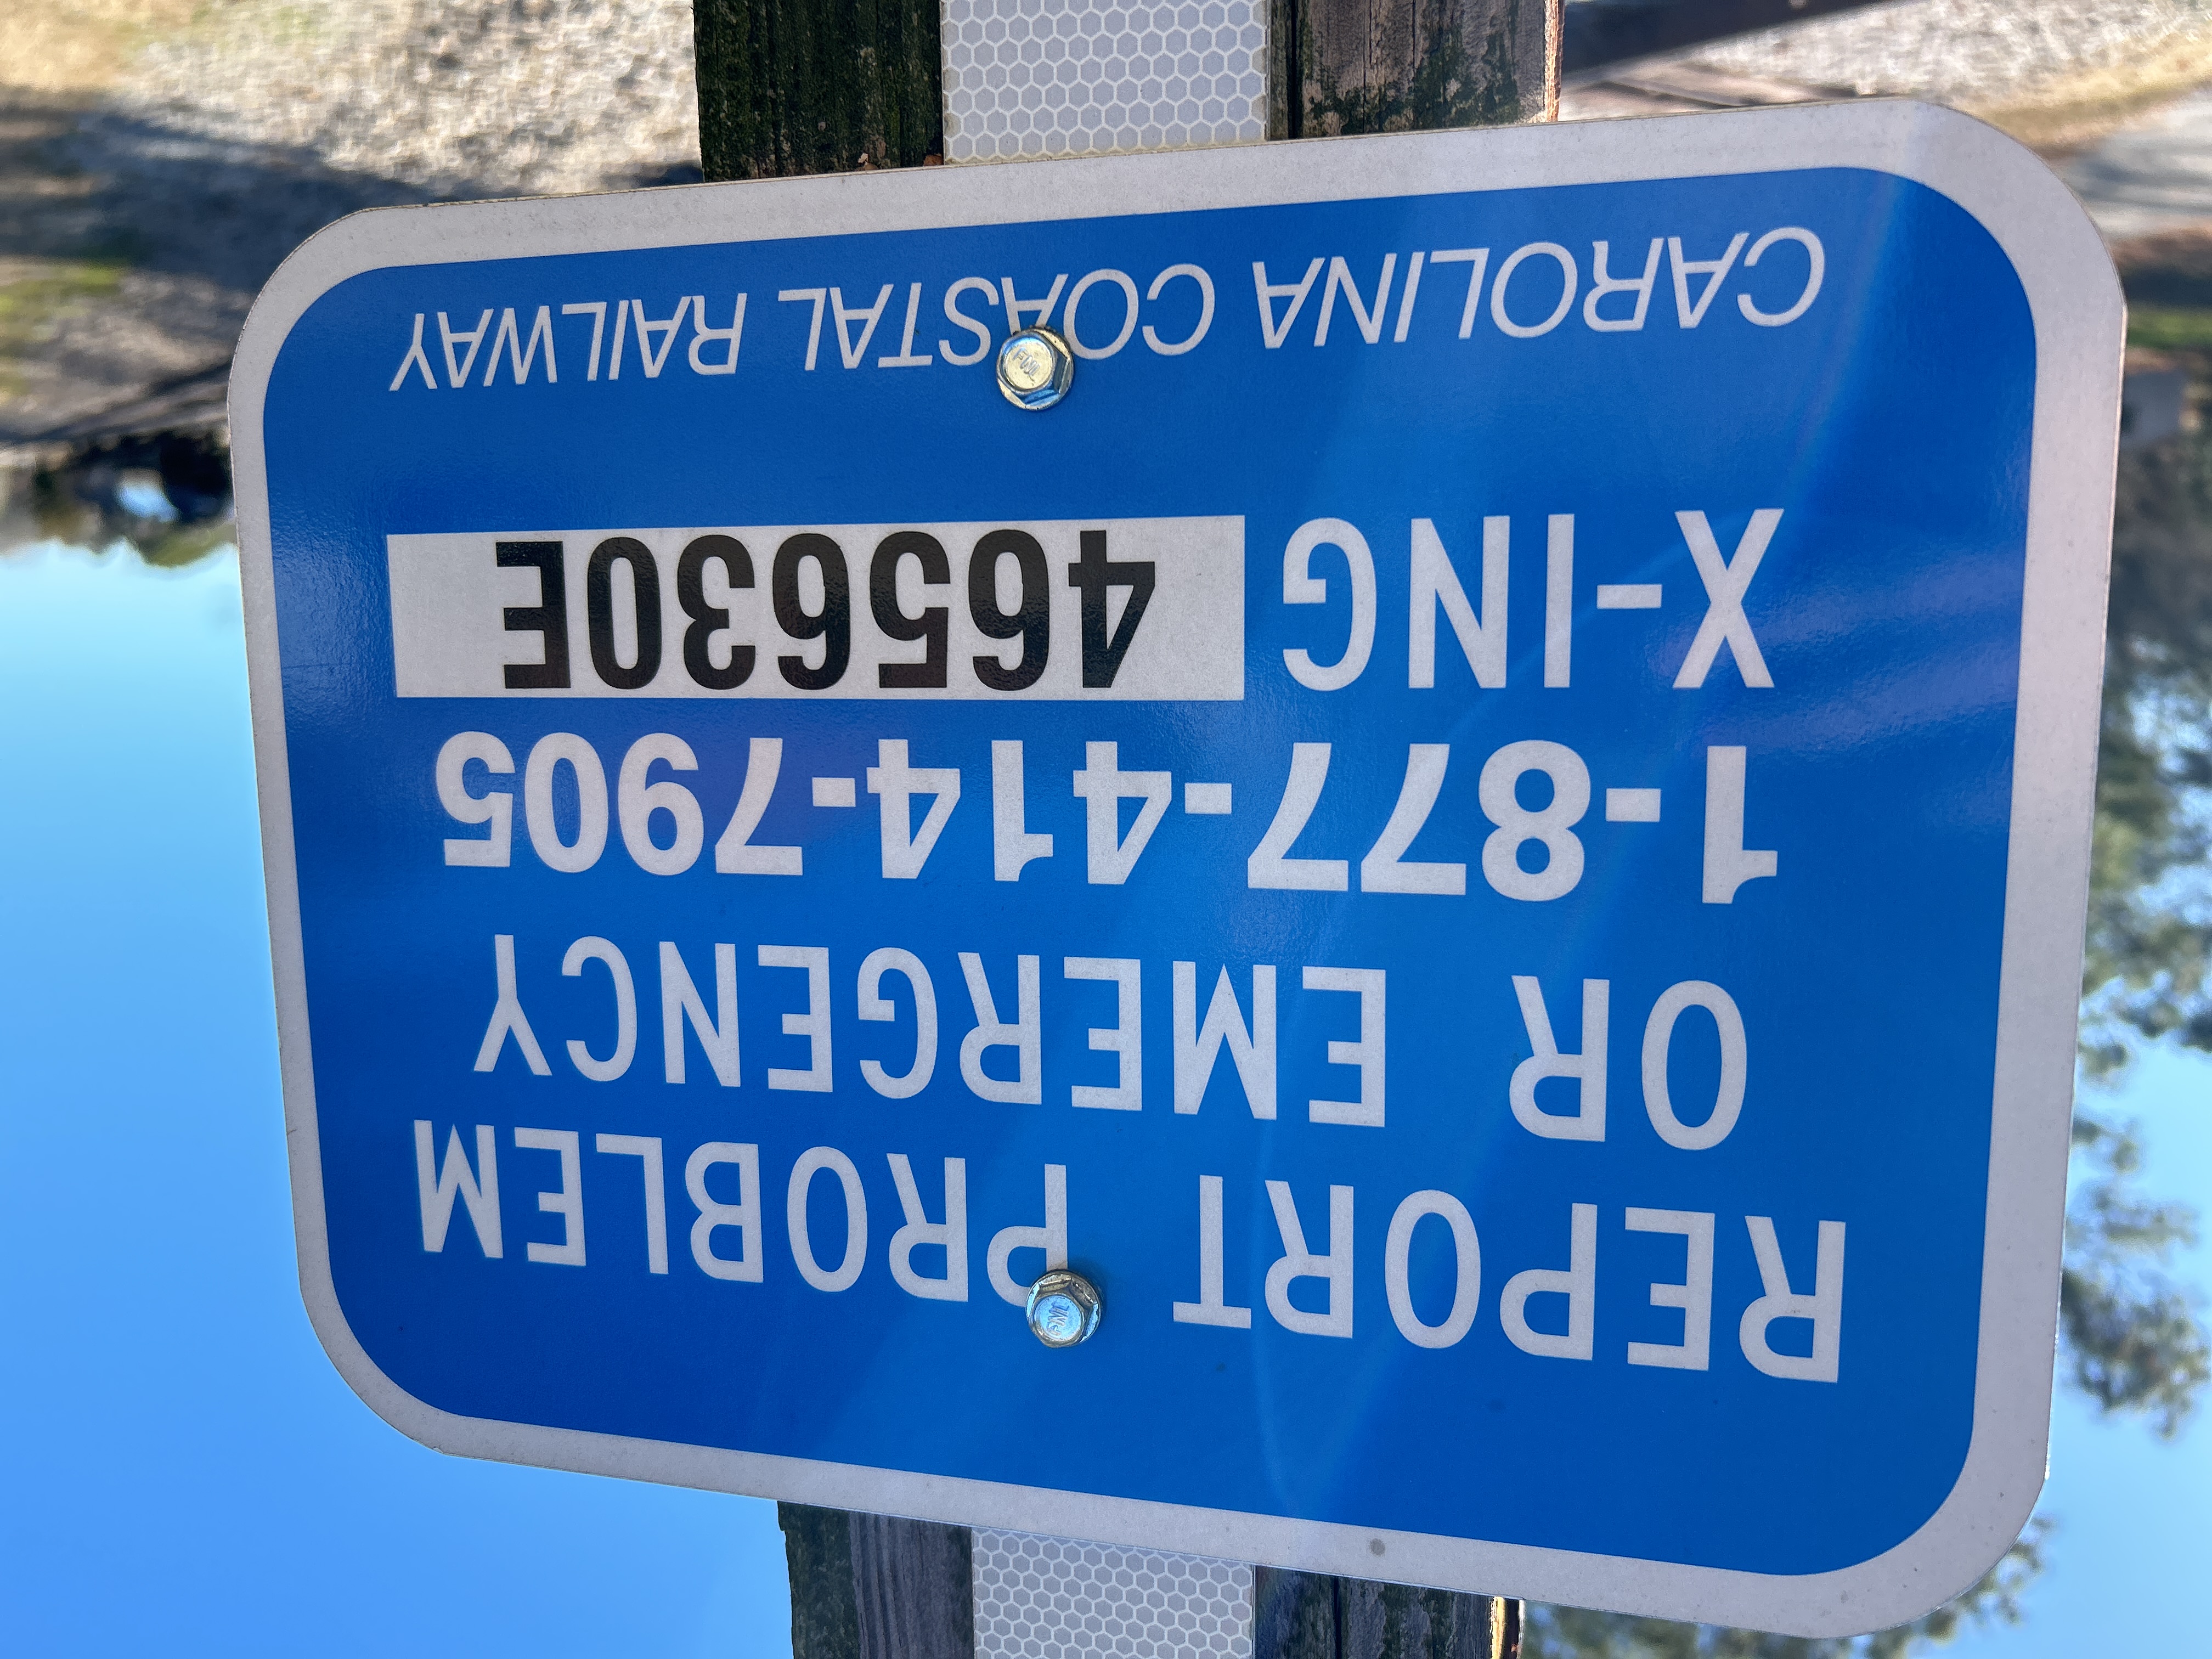 REPORT PROBLEM
OR EMERGENCY
1-877-414-7905
X-ING 465630E
CAROLINA COASTAL RAILWAY